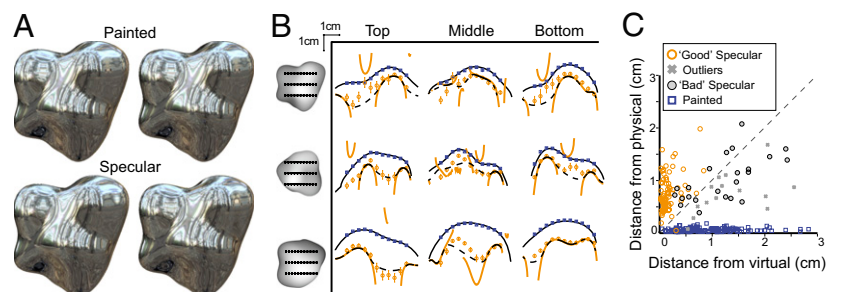 A
Painted
Specular
B
1cm
1cm
Top Middle Bottom
C
'Good' Specular
Outliers
'Bad' Specular
Painted
Distance from physical (cm)
3
2
1
0
0 1 2 3
Distance from virtual (cm)